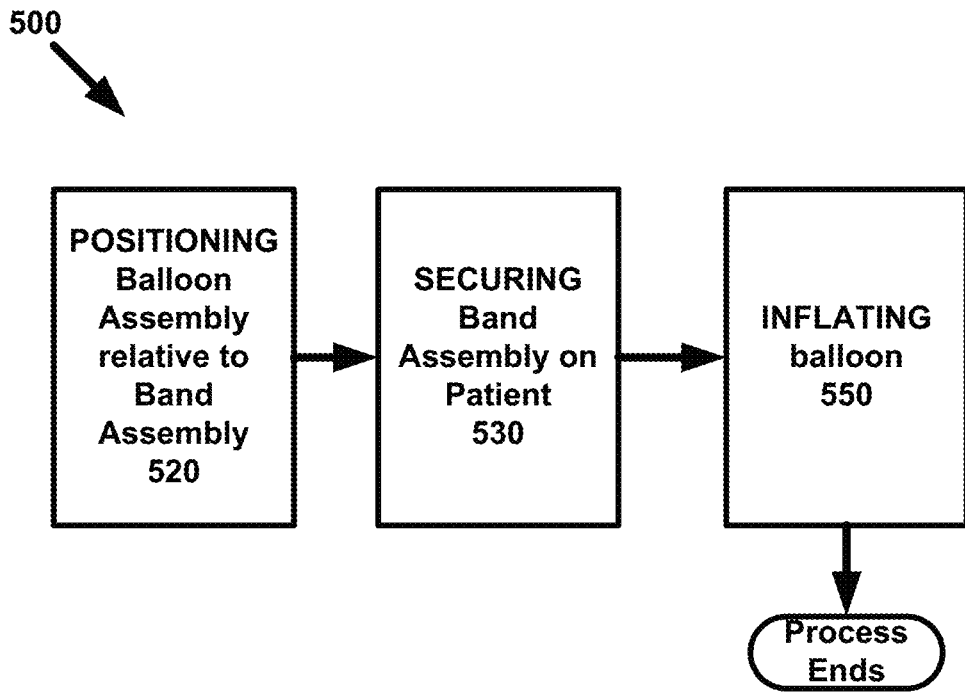 500
POSITIONING
Balloon
Assembly
relative to
Band
Assembly
520
SECURING
Band
Assembly on
Patient
530
INFLATING
balloon
550
Process
Ends